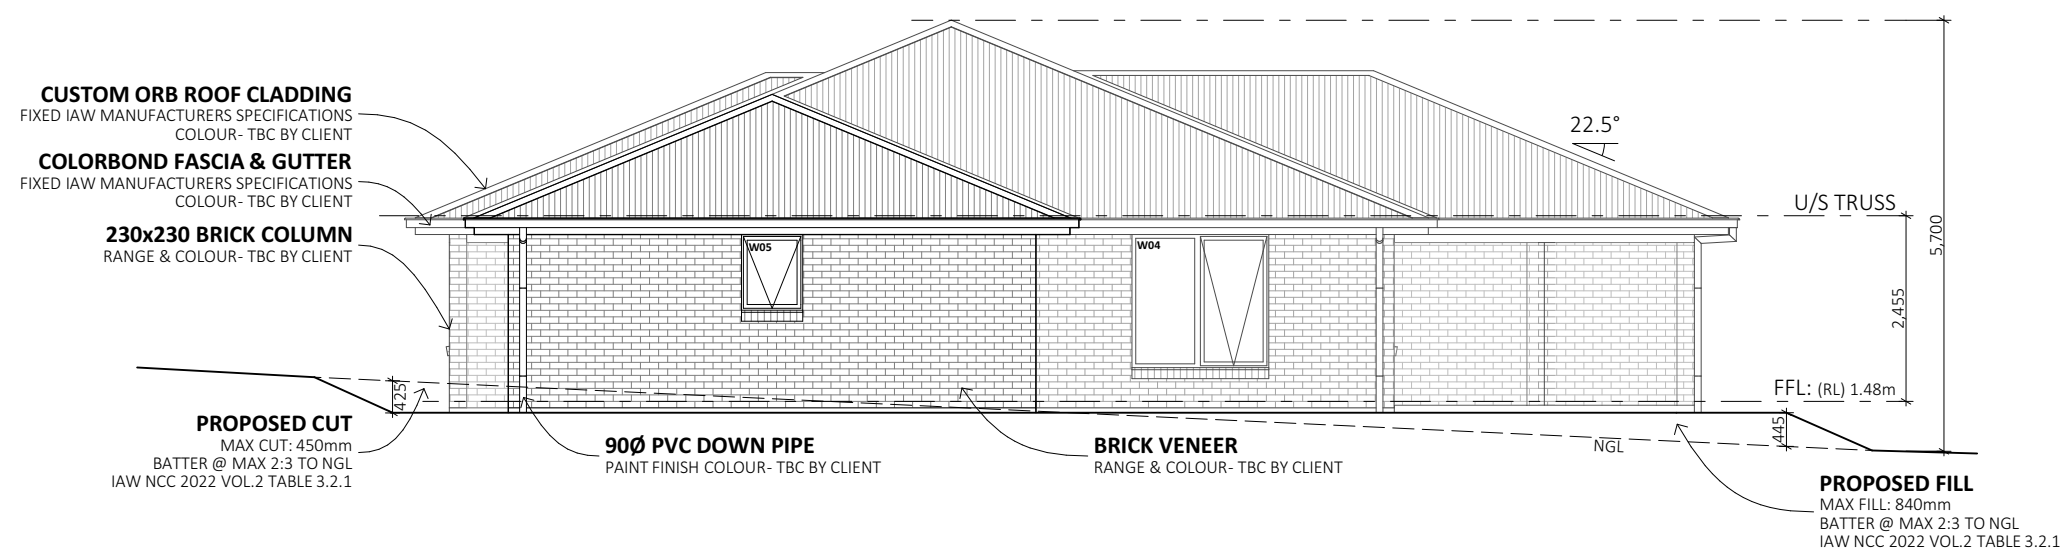 CUSTOM ORB ROOF CLADDING
FIXED IAW MANUFACTURERS SPECIFICATIONS
COLOUR- TBC BY CLIENT
COLORBOND FASCIA & GUTTER
FIXED IAW MANUFACTURERS SPECIFICATIONS
COLOUR- TBC BY CLIENT
230x230 BRICK COLUMN
RANGE & COLOUR- TBC BY CLIENT
22.5°
U/S TRUSS
5,700
W05
W04
2,455
FFL: (RL) 1.48m
425
PROPOSED CUT
MAX CUT: 450mm
BATTER @ MAX 2:3 TO NGL
IAW NCC 2022 VOL.2 TABLE 3.2.1
90Ø PVC DOWN PIPE
PAINT FINISH COLOUR- TBC BY CLIENT
BRICK VENEER
RANGE & COLOUR- TBC BY CLIENT
NGL
445
PROPOSED FILL
MAX FILL: 840mm
BATTER @ MAX 2:3 TO NGL
IAW NCC 2022 VOL.2 TABLE 3.2.1